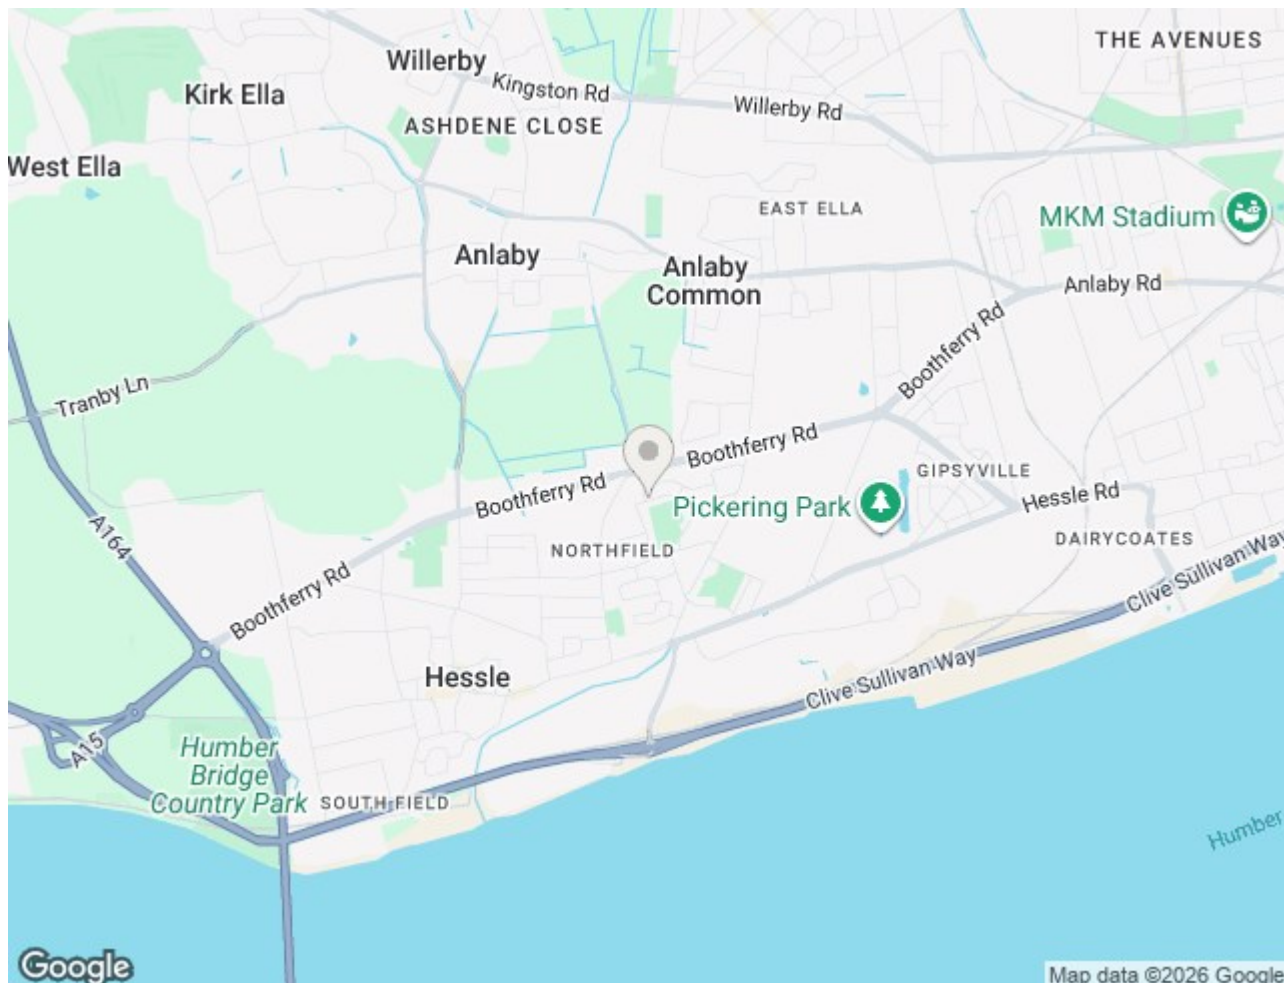 THE AVENUES
Willerby
Kingston Rd
Kirk Ella
Willerby Rd
ASHDENE CLOSE
West Ella
EAST ELLA
MKM Stadium
Anlaby
Anlaby
Common
Anlaby Rd
Boothferry Rd
Tranby Ln
Boothferry Rd
Boothferry Rd
GIPSYVILLE
Pickering Park
Hessle Rd
A164
NORTHFIELD
DAIRYCOATES
Clive Sullivan Way
Boothferry Rd
Hessle
Clive Sullivan Way
A15
Humber
Bridge
Country Park
SOUTH FIELD
Humber
Google
Map data ©2026 Google